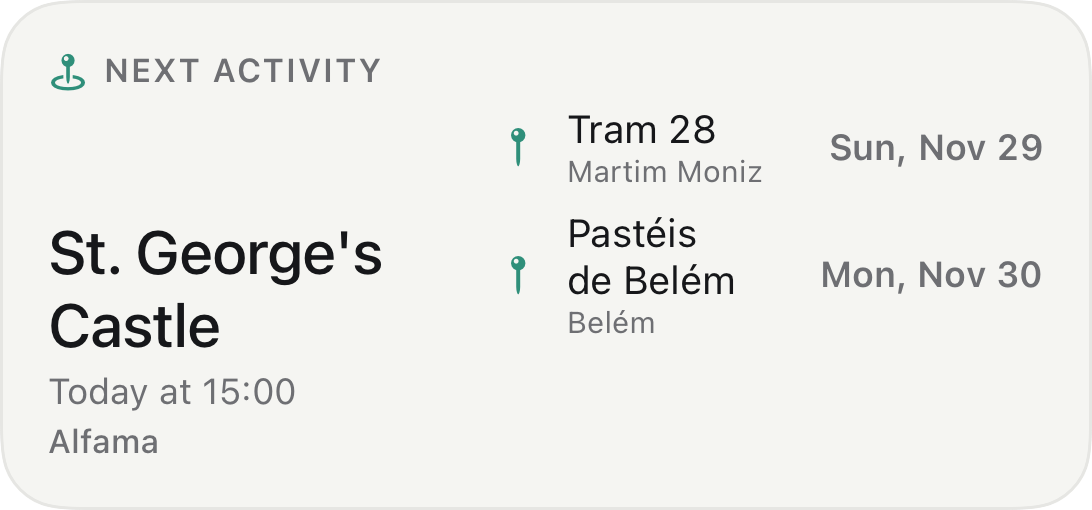 NEXT ACTIVITY
St. George's
Castle
Today at 15:00
Alfama
Tram 28
Martim Moniz
Sun, Nov 29
Pastéis
de Belém
Belém
Mon, Nov 30